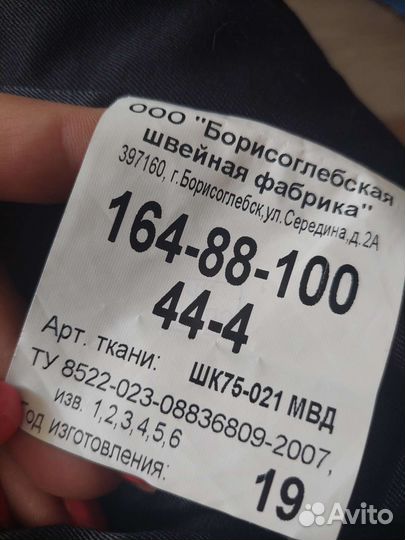 ООО "Борисоглебская
швейная фабрика"
397160, г.Борисоглебск,ул.Середина,д.2А
164-88-100
44-4
Арт. ткани: ШК75-021 МВД
ТУ 8522-023-08836809-2007,
изв. 1,2,3,4,5,6
Год изготовления: 19
Avito